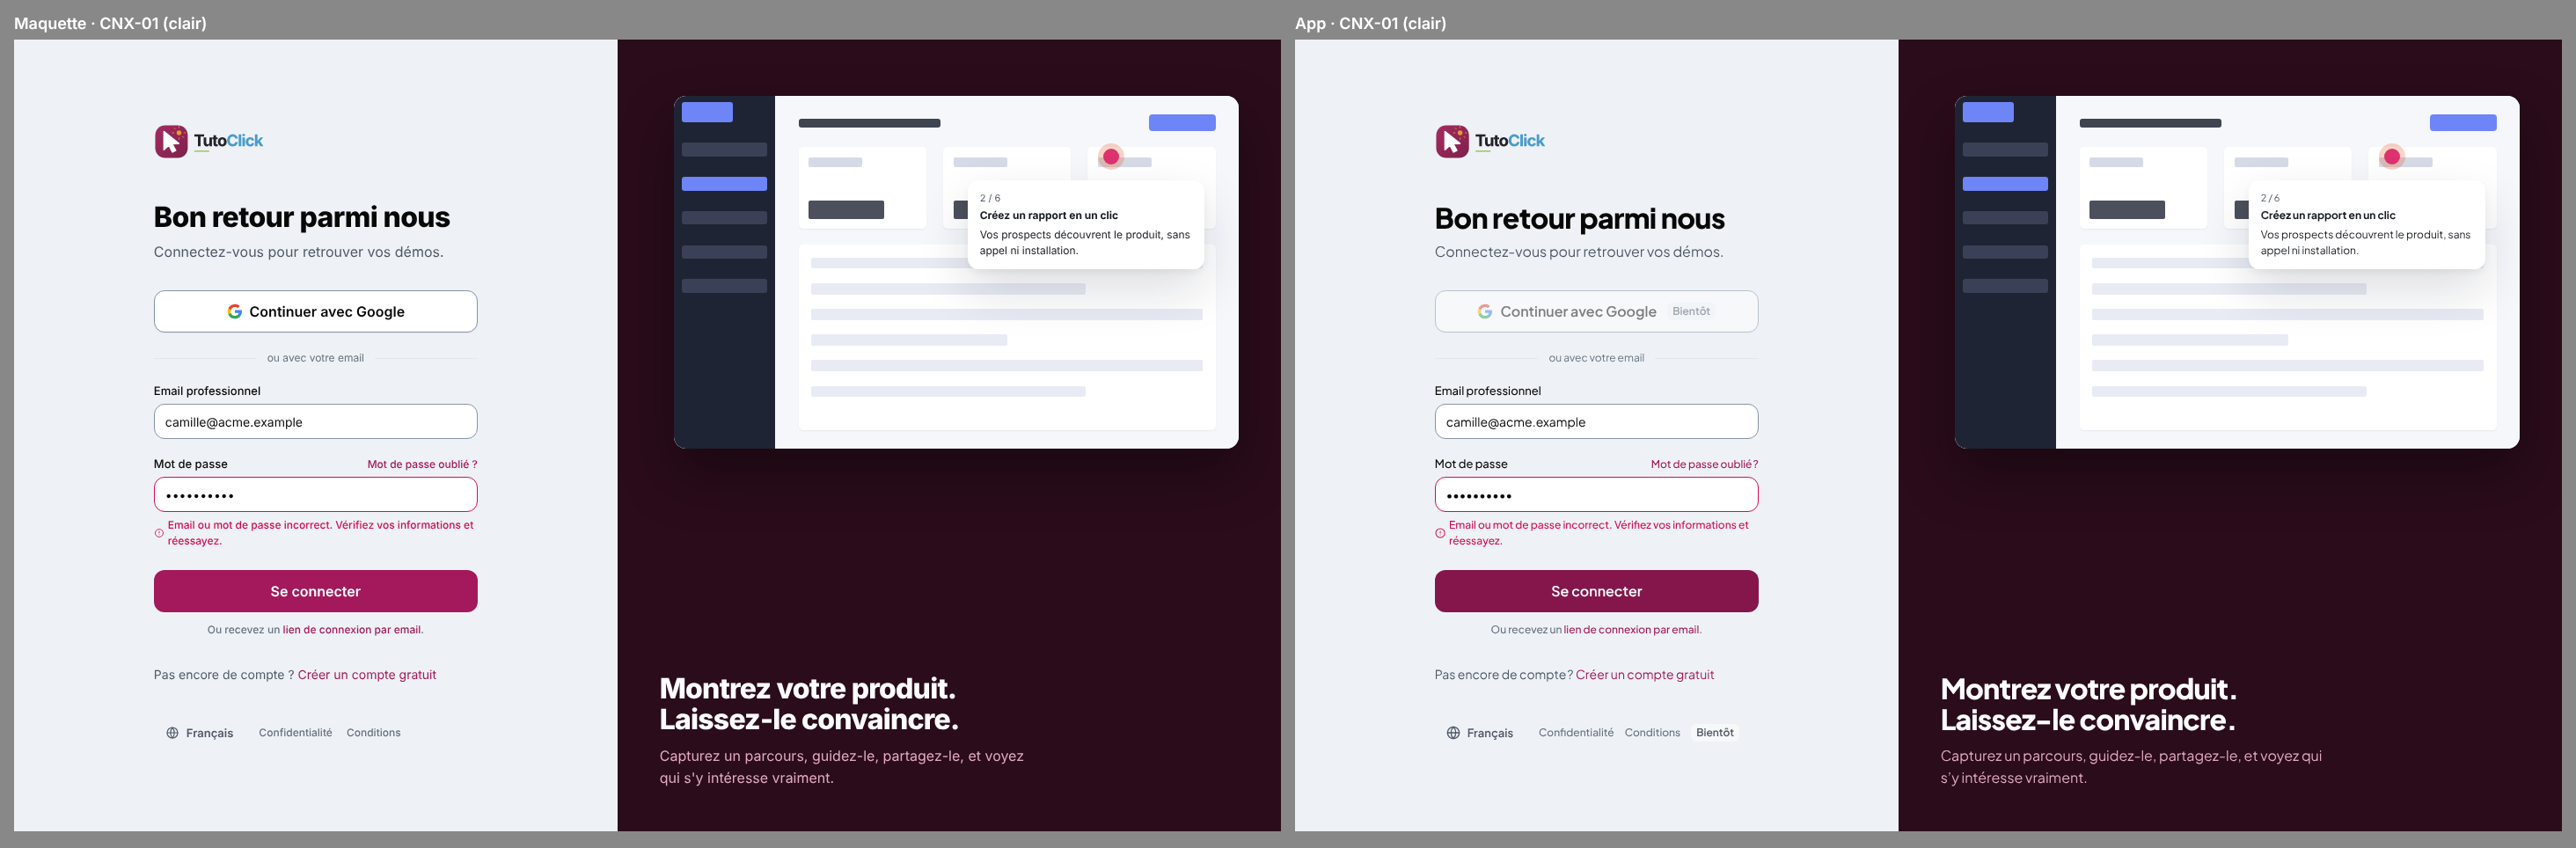 Maquette · CNX-01 (clair)
TutoClick
Bon retour parmi nous
Connectez-vous pour retrouver vos démos.
Continuer avec Google
ou avec votre email
Email professionnel
camille@acme.example
Mot de passe
Mot de passe oublié ?
••••••••••
Email ou mot de passe incorrect. Vérifiez vos informations et
réessayez.
Se connecter
Ou recevez un lien de connexion par email.
Pas encore de compte ? Créer un compte gratuit
Français
Confidentialité
Conditions
2 / 6
Créez un rapport en un clic
Vos prospects découvrent le produit, sans
appel ni installation.
Montrez votre produit.
Laissez-le convaincre.
Capturez un parcours, guidez-le, partagez-le, et voyez
qui s'y intéresse vraiment.
App · CNX-01 (clair)
TutoClick
Bon retour parmi nous
Connectez-vous pour retrouver vos démos.
Continuer avec Google
Bientôt
ou avec votre email
Email professionnel
camille@acme.example
Mot de passe
Mot de passe oublié ?
••••••••••
Email ou mot de passe incorrect. Vérifiez vos informations et
réessayez.
Se connecter
Ou recevez un lien de connexion par email.
Pas encore de compte ? Créer un compte gratuit
Français
Confidentialité
Conditions
Bientôt
2 / 6
Créez un rapport en un clic
Vos prospects découvrent le produit, sans
appel ni installation.
Montrez votre produit.
Laissez-le convaincre.
Capturez un parcours, guidez-le, partagez-le, et voyez qui
s’y intéresse vraiment.